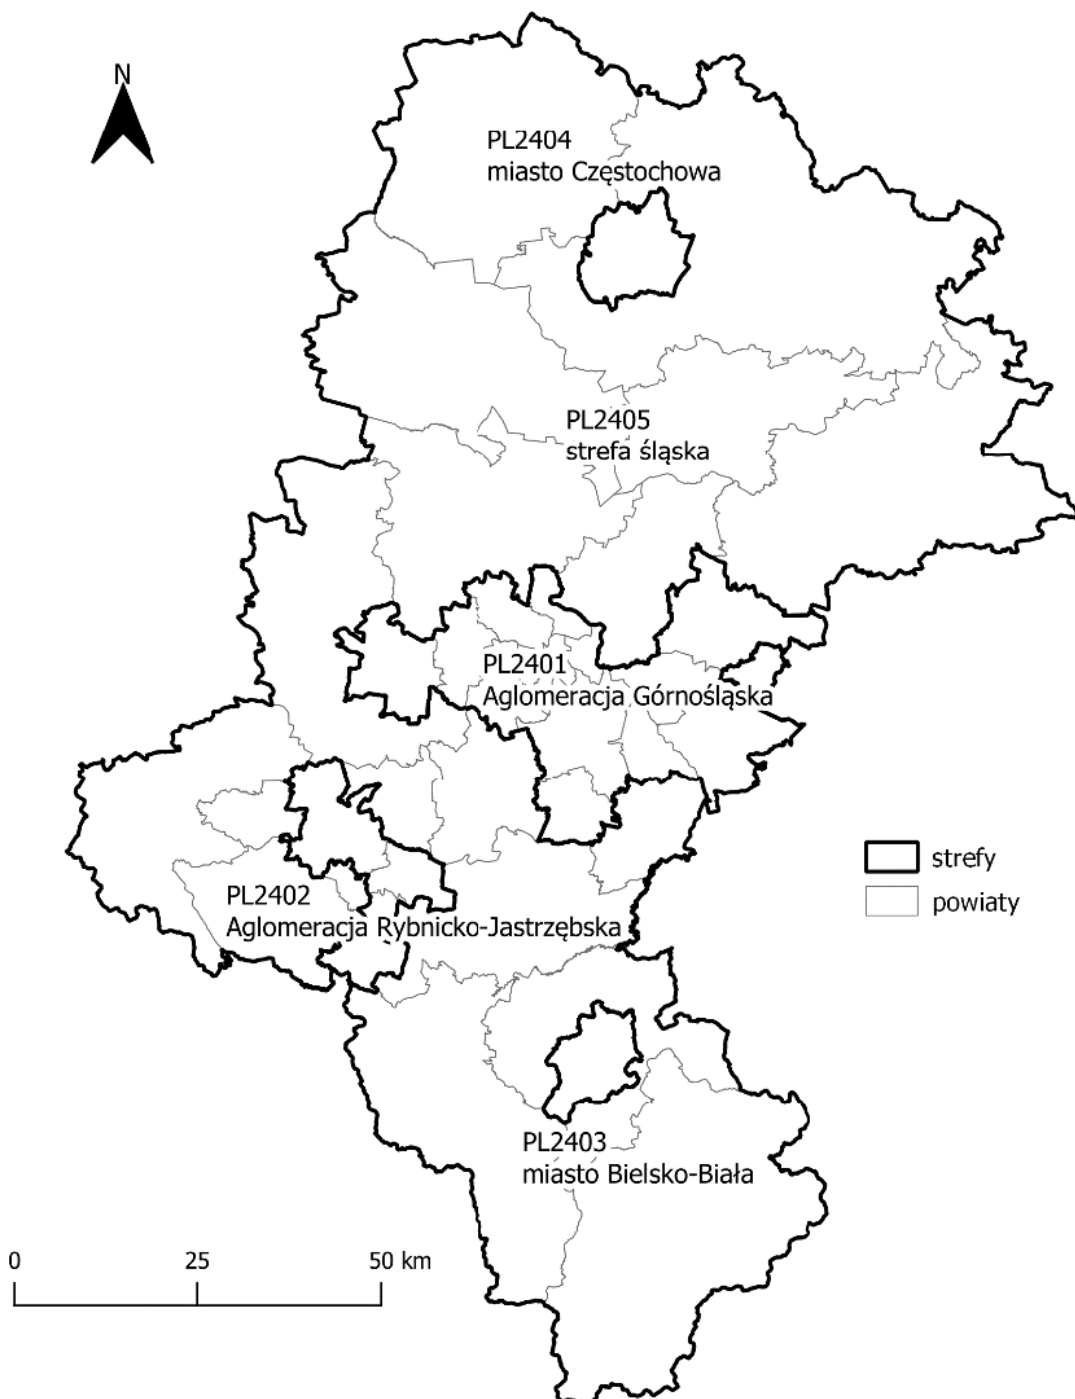 N
PL2404
miasto Częstochowa
PL2405
strefa śląska
PL2401
Aglomeracja Górnośląska
strefy
powiaty
PL2402
Aglomeracja Rybnicko-Jastrzębska
PL2403
miasto Bielsko-Biała
0 25 50 km